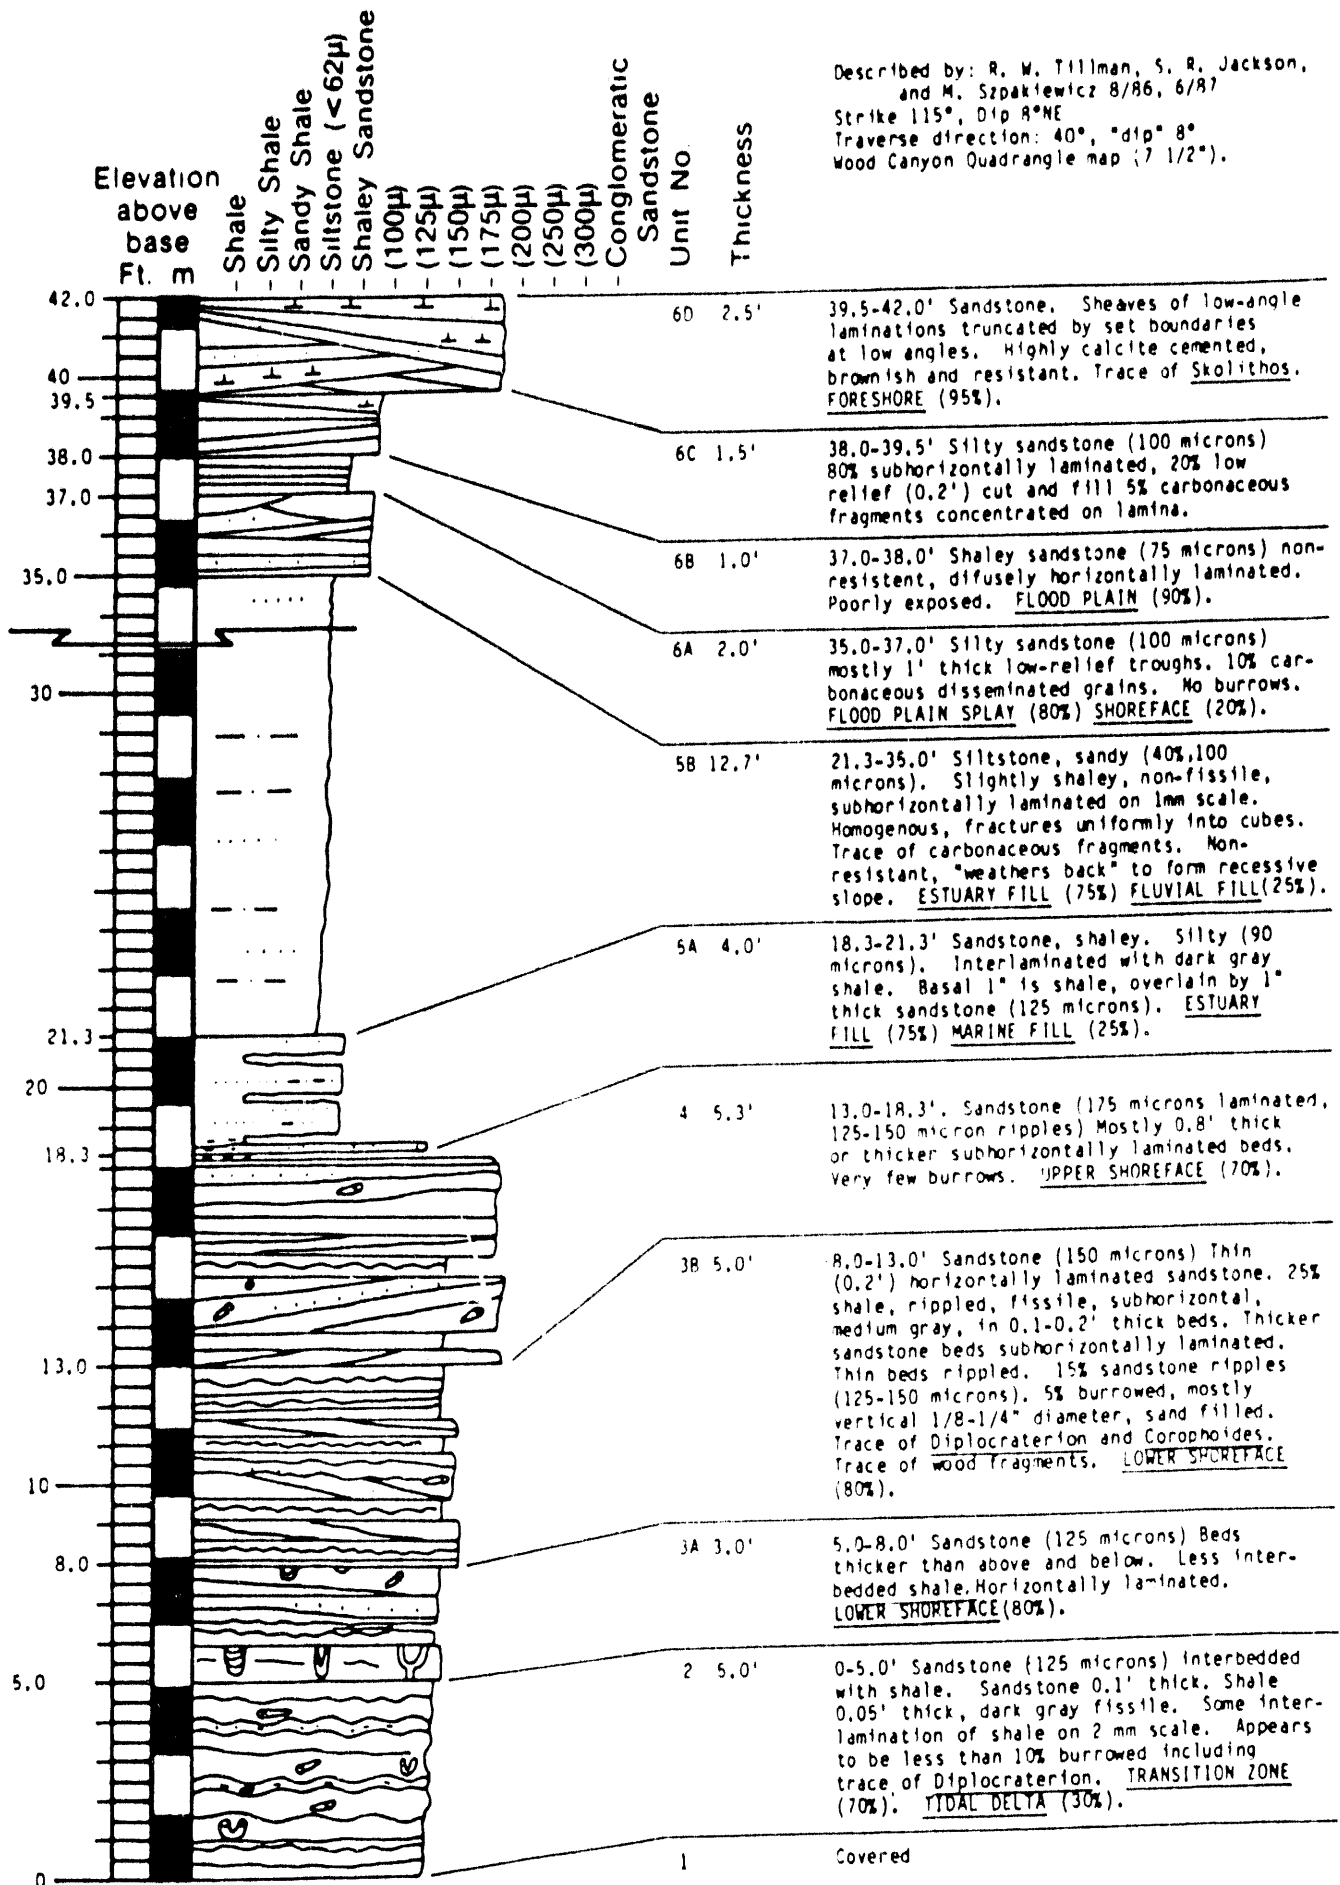 Described by: R. W. Tillman, S. R. Jackson,
and M. Szpakiewicz 8/86, 6/87
Strike 115°, Dip 8°NE
Traverse direction: 40°, "dip" 8°
Wood Canyon Quadrangle map (7 1/2").
Elevation
above
base
Ft. m
Shale
Silty Shale
Sandy Shale
Siltstone (<62µ)
Shaley Sandstone
(100µ)
(125µ)
(150µ)
(175µ)
(200µ)
(250µ)
(300µ)
Conglomeratic
Sandstone
Unit No.
Thickness
42.0
40
39.5
38.0
37.0
35.0
30
21.3
20
18.3
13.0
10
8.0
5.0
0
6D 2.5'
39.5-42.0' Sandstone. Sheaves of low-angle
laminations truncated by set boundaries
at low angles. Highly calcite cemented,
brownish and resistant. Trace of Skolithos.
FORESHORE (95%).
6C 1.5'
38.0-39.5' Silty sandstone (100 microns)
80% subhorizontally laminated, 20% low
relief (0.2') cut and fill 5% carbonaceous
fragments concentrated on lamina.
6B 1.0'
37.0-38.0' Shaley sandstone (75 microns) non-
resistent, difusely horizontally laminated.
Poorly exposed. FLOOD PLAIN (90%).
6A 2.0'
35.0-37.0' Silty sandstone (100 microns)
mostly 1' thick low-relief troughs. 10% car-
bonaceous disseminated grains. No burrows.
FLOOD PLAIN SPLAY (80%) SHOREFACE (20%).
5B 12.7'
21.3-35.0' Siltstone, sandy (40%,100
microns). Slightly shaley, non-fissile,
subhorizontally laminated on 1mm scale.
Homogenous, fractures uniformly into cubes.
Trace of carbonaceous fragments. Non-
resistant, "weathers back" to form recessive
slope. ESTUARY FILL (75%) FLUVIAL FILL(25%).
5A 4.0'
18.3-21.3' Sandstone, shaley. Silty (90
microns). Interlaminated with dark gray
shale. Basal 1" is shale, overlain by 1"
thick sandstone (125 microns). ESTUARY
FILL (75%) MARINE FILL (25%).
4 5.3'
13.0-18.3'. Sandstone (175 microns laminated,
125-150 micron ripples) Mostly 0.8' thick
or thicker subhorizontally laminated beds.
Very few burrows. UPPER SHOREFACE (70%).
3B 5.0'
8.0-13.0' Sandstone (150 microns) Thin
(0.2') horizontally laminated sandstone. 25%
shale, rippled, fissile, subhorizontal,
medium gray, in 0.1-0.2' thick beds. Thicker
sandstone beds subhorizontally laminated.
Thin beds rippled. 15% sandstone ripples
(125-150 microns). 5% burrowed, mostly
vertical 1/8-1/4" diameter, sand filled.
Trace of Diplocraterion and Corophoides.
Trace of wood fragments. LOWER SHOREFACE
(80%).
3A 3.0'
5.0-8.0' Sandstone (125 microns) Beds
thicker than above and below. Less inter-
bedded shale. Horizontally laminated.
LOWER SHOREFACE(80%).
2 5.0'
0-5.0' Sandstone (125 microns) interbedded
with shale. Sandstone 0.1' thick. Shale
0.05' thick, dark gray fissile. Some inter-
lamination of shale on 2 mm scale. Appears
to be less than 10% burrowed including
trace of Diplocraterion. TRANSITION ZONE
(70%). TIDAL DELTA (30%).
1
Covered